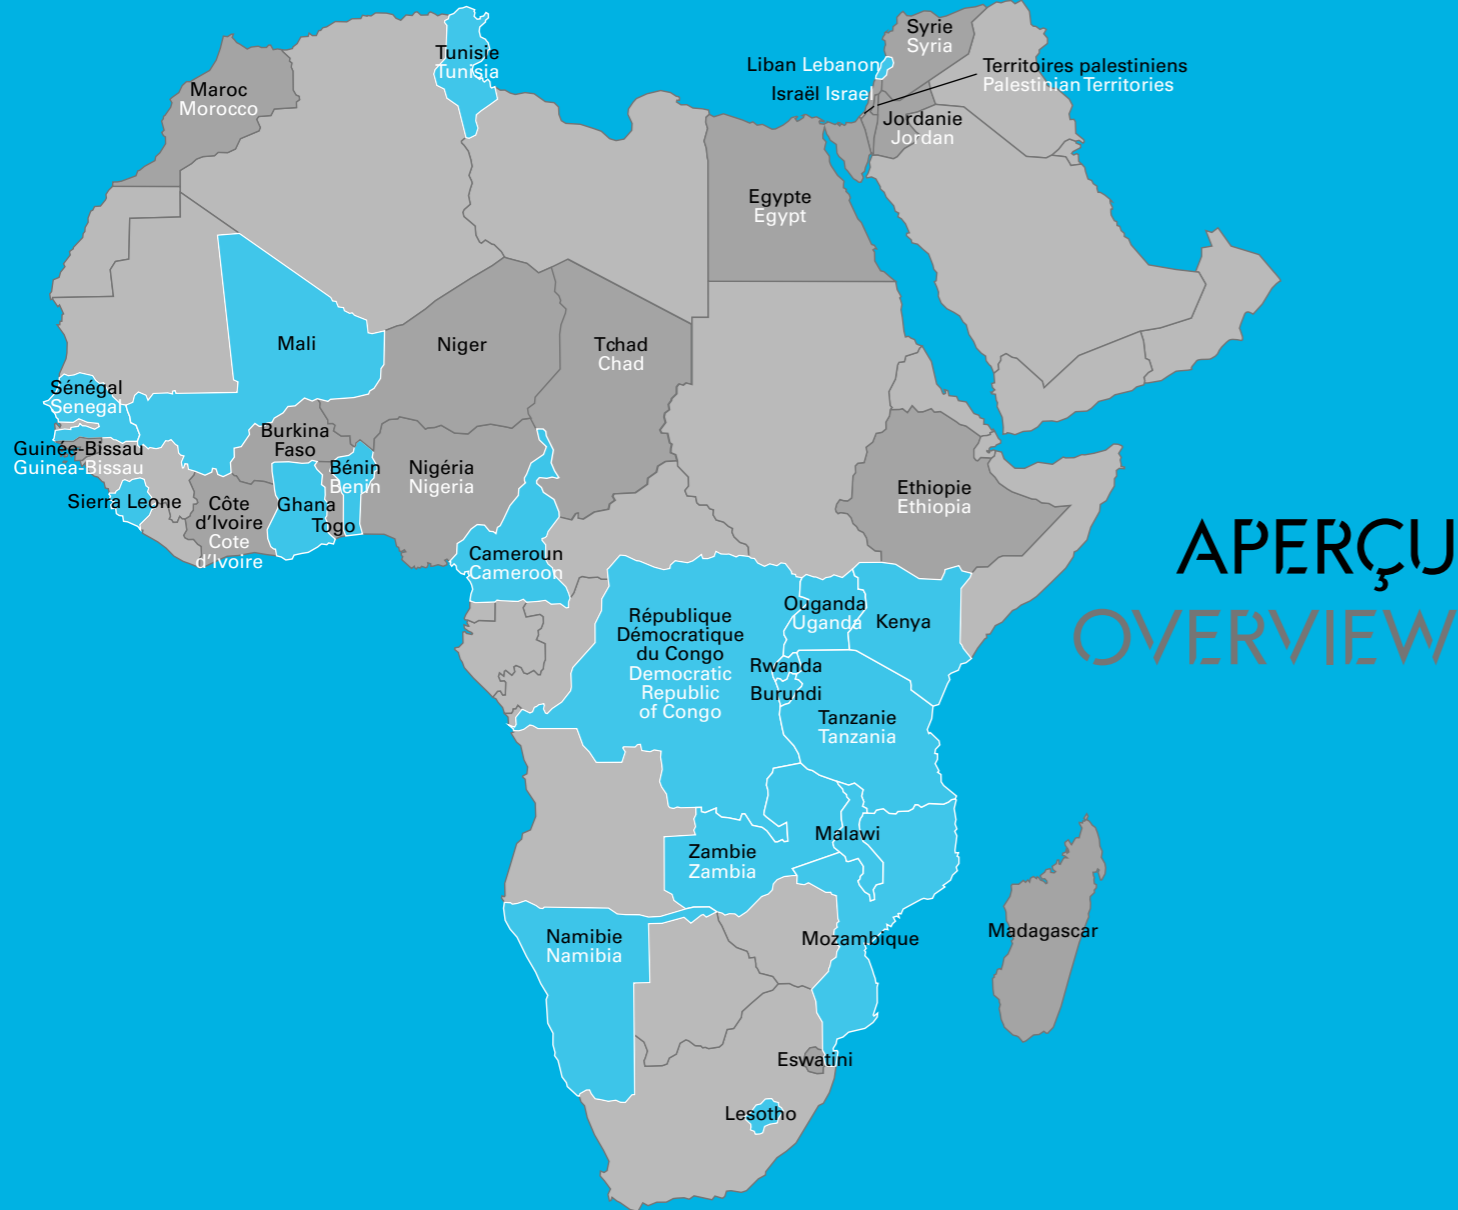 Syrie
Syria
Tunisie
Tunisia
Liban Lebanon
Territoires palestiniens
Palestinian Territories
Israël Israel
Maroc
Morocco
Jordanie
Jordan
Egypte
Egypt
Mali
Niger
Tchad
Chad
Sénégal
Senegal
Burkina
Faso
Guinée-Bissau
Guinea-Bissau
Bénin
Benin
Nigéria
Nigeria
Ethiopie
Ethiopia
Sierra Leone
Côte
d'Ivoire
Cote
d'Ivoire
Ghana
Togo
Cameroun
Cameroon
APERÇU
OVERVIEW
République
Démocratique
du Congo
Democratic
Republic
of Congo
Ouganda
Uganda
Kenya
Rwanda
Burundi
Tanzanie
Tanzania
Malawi
Zambie
Zambia
Namibie
Namibia
Mozambique
Madagascar
Eswatini
Lesotho